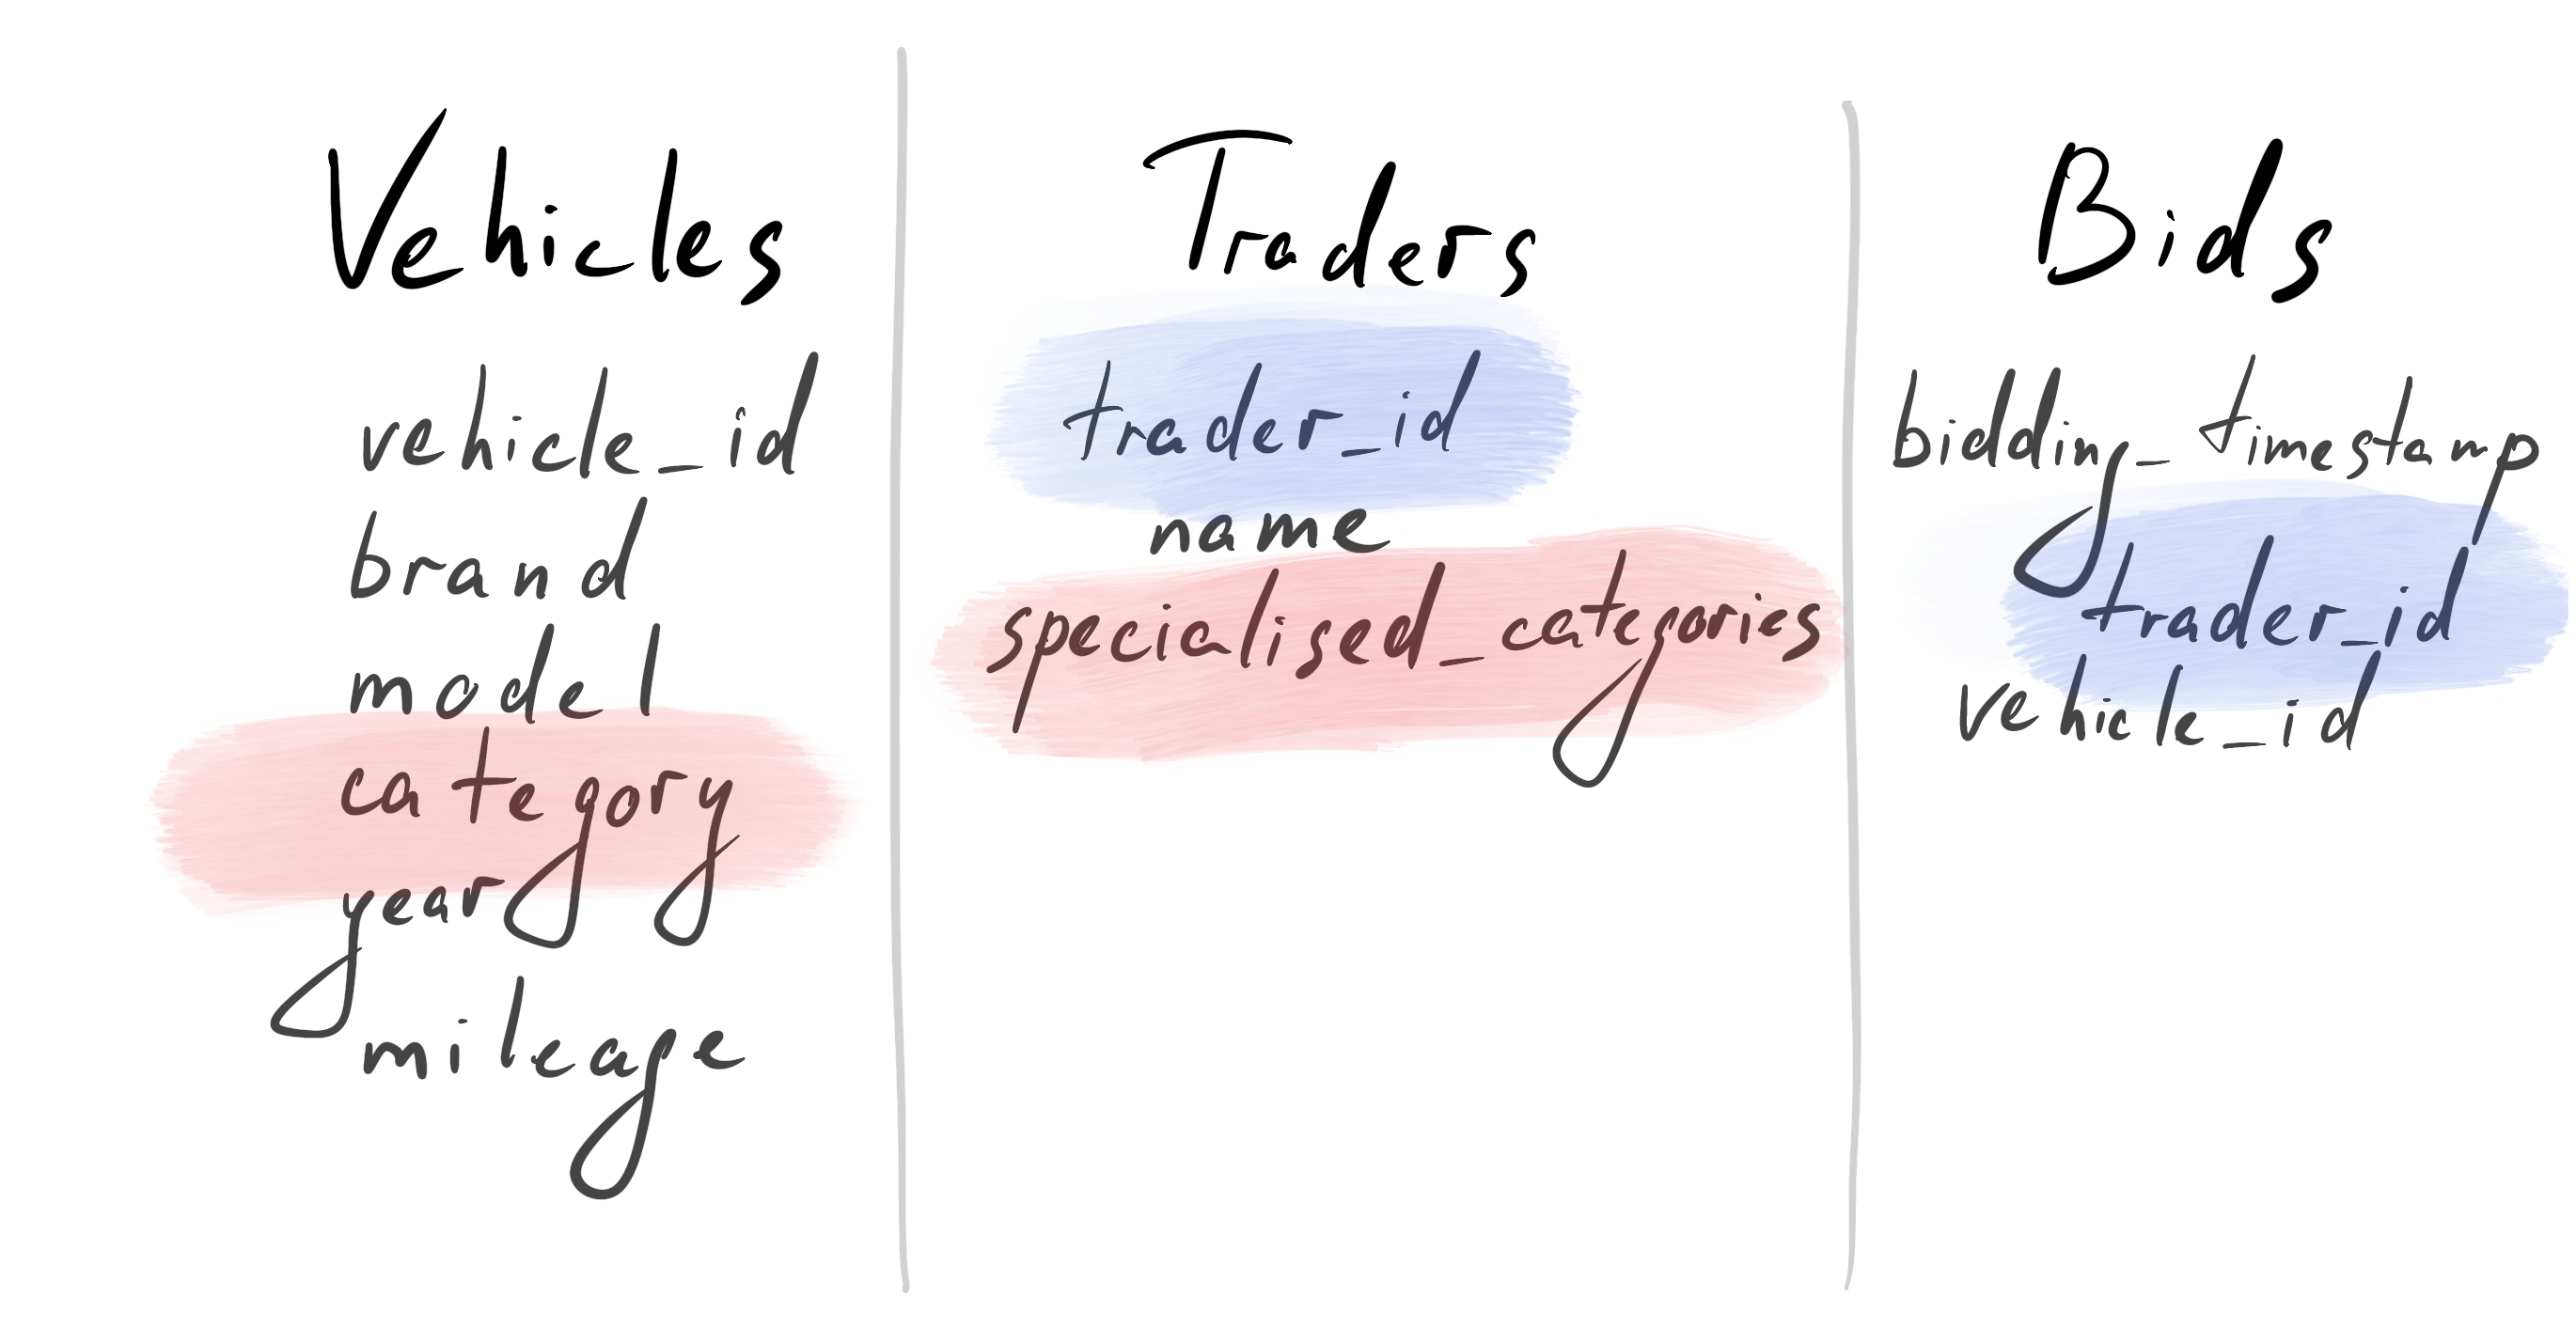 Vehicles
vehicle_id
brand
model
category
year
mileage
Traders
trader_id
name
specialised_categories
Bids
bidding_timestamp
trader_id
vehicle_id